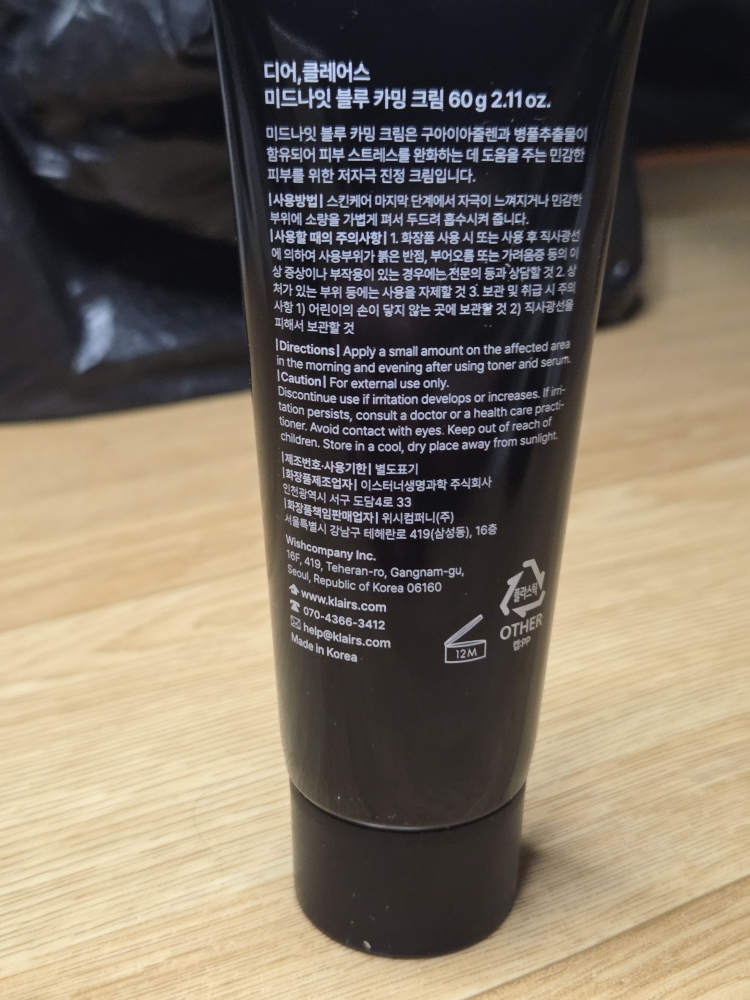 디어,클레어스
미드나잇 블루 카밍 크림 60g 2.11oz.
미드나잇 블루 카밍 크림은 구아이아줄렌과 병풀추출물이
함유되어 피부 스트레스를 완화하는 데 도움을 주는 민감한
피부를 위한 저자극 진정 크림입니다.
|사용방법| 스킨케어 마지막 단계에서 자극이 느껴지거나 민감한
부위에 소량을 가볍게 펴서 두드려 흡수시켜 줍니다.
|사용할 때의 주의사항| 1. 화장품 사용 시 또는 사용 후 직사광선
에 의하여 사용부위가 붉은 반점, 부어오름 또는 가려움증 등의 이
상 증상이나 부작용이 있는 경우에는 전문의 등과 상담할 것 2. 상
처가 있는 부위 등에는 사용을 자제할 것 3. 보관 및 취급 시 주의
사항 1) 어린이의 손이 닿지 않는 곳에 보관할 것 2) 직사광선을
피해서 보관할 것
|Directions| Apply a small amount on the affected area
in the morning and evening after using toner and serum.
|Caution| For external use only.
Discontinue use if irritation develops or increases. If irri-
tation persists, consult a doctor or a health care practi-
tioner. Avoid contact with eyes. Keep out of reach of
children. Store in a cool, dry place away from sunlight.
|제조번호·사용기한| 별도표기
|화장품제조업자| 이스터너생명과학 주식회사
인천광역시 서구 도담4로 33
|화장품책임판매업자| 위시컴퍼니(주)
서울특별시 강남구 테헤란로 419(삼성동), 16층
Wishcompany Inc.
16F, 419, Teheran-ro, Gangnam-gu,
Seoul, Republic of Korea 06160
www.klairs.com
070-4366-3412
help@klairs.com
Made in Korea
12M
플라스틱
OTHER
캡:PP